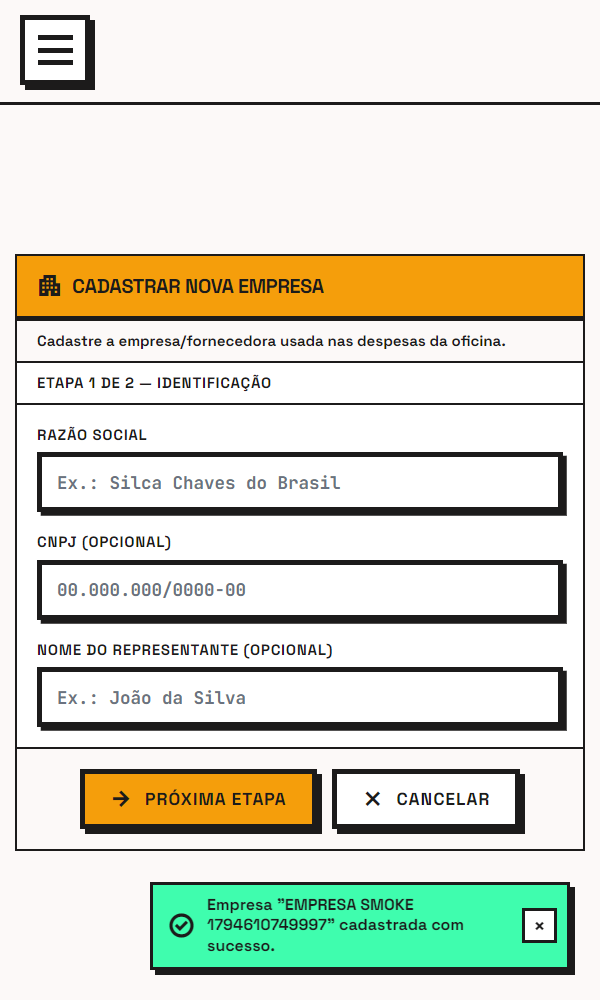 CADASTRAR NOVA EMPRESA
Cadastre a empresa/fornecedora usada nas despesas da oficina.
ETAPA 1 DE 2 — IDENTIFICAÇÃO
RAZÃO SOCIAL
Ex.: Silca Chaves do Brasil
CNPJ (OPCIONAL)
00.000.000/0000-00
NOME DO REPRESENTANTE (OPCIONAL)
Ex.: João da Silva
PRÓXIMA ETAPA
CANCELAR
Empresa "EMPRESA SMOKE
1794610749997" cadastrada com
sucesso.
×